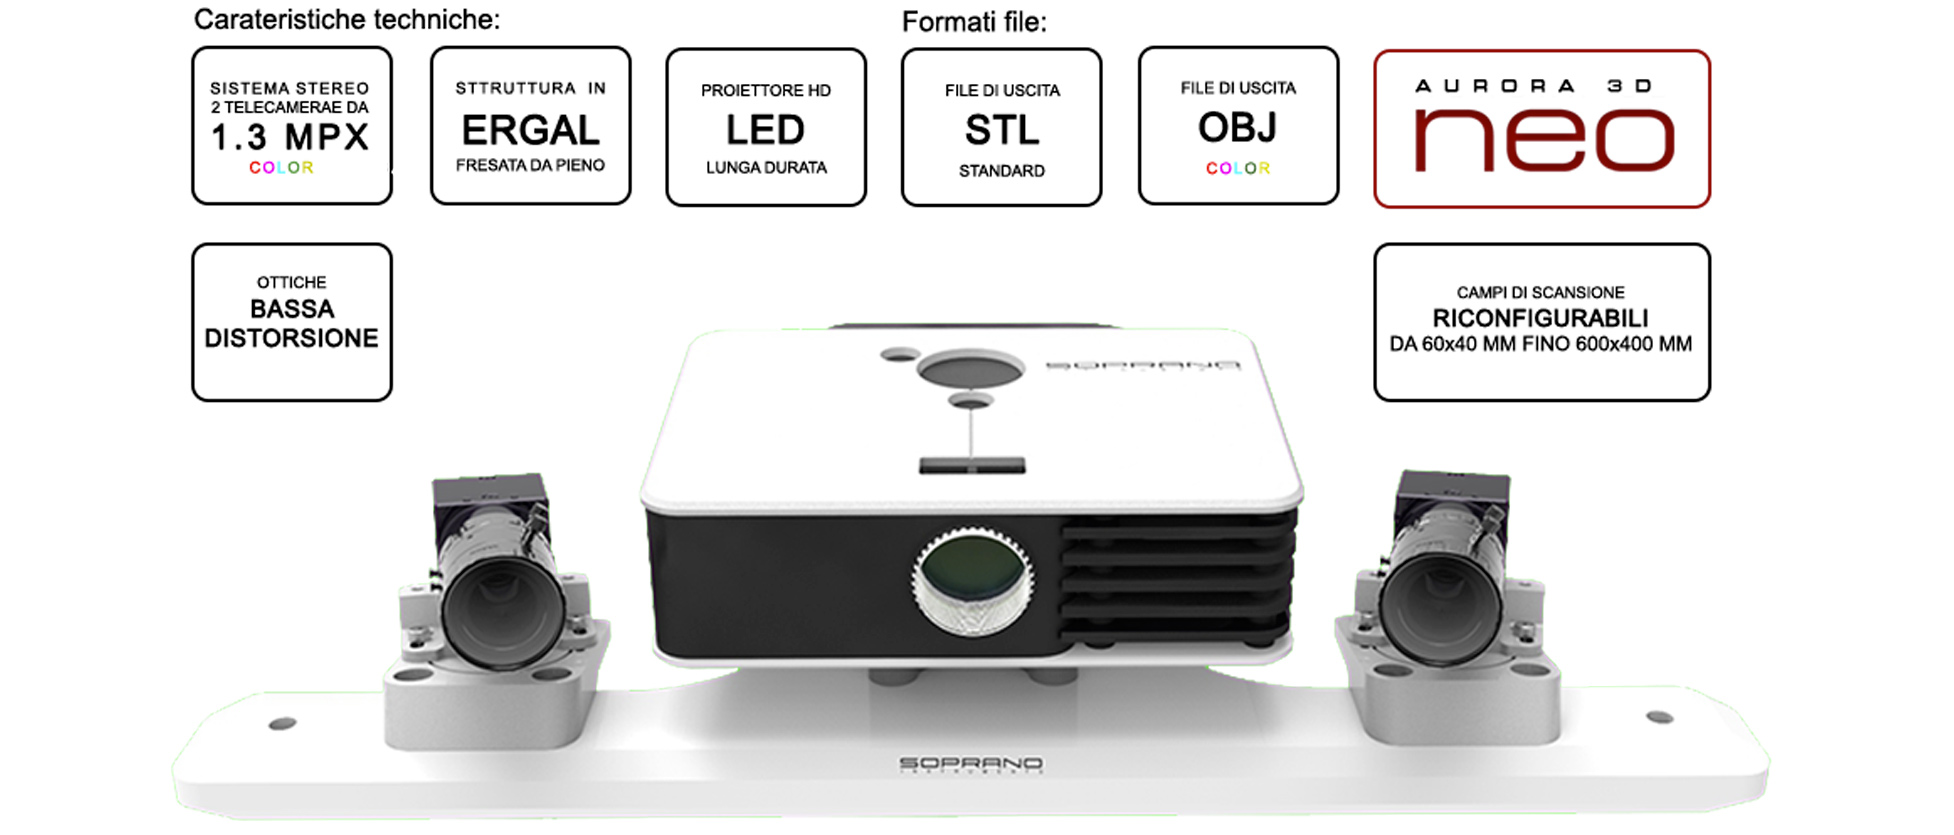 Carateristiche techniche:
Formati file:
SISTEMA STEREO
2 TELECAMERAE DA
1.3 MPX
COLOR
STTRUTTURA IN
ERGAL
FRESATA DA PIENO
PROIETTORE HD
LED
LUNGA DURATA
FILE DI USCITA
STL
STANDARD
FILE DI USCITA
OBJ
COLOR
AURORA 3D
neo
OTTICHE
BASSA
DISTORSIONE
CAMPI DI SCANSIONE
RICONFIGURABILI
DA 60x40 MM FINO 600x400 MM
SOPRANO
SOPRANO
INSTRUMENTS